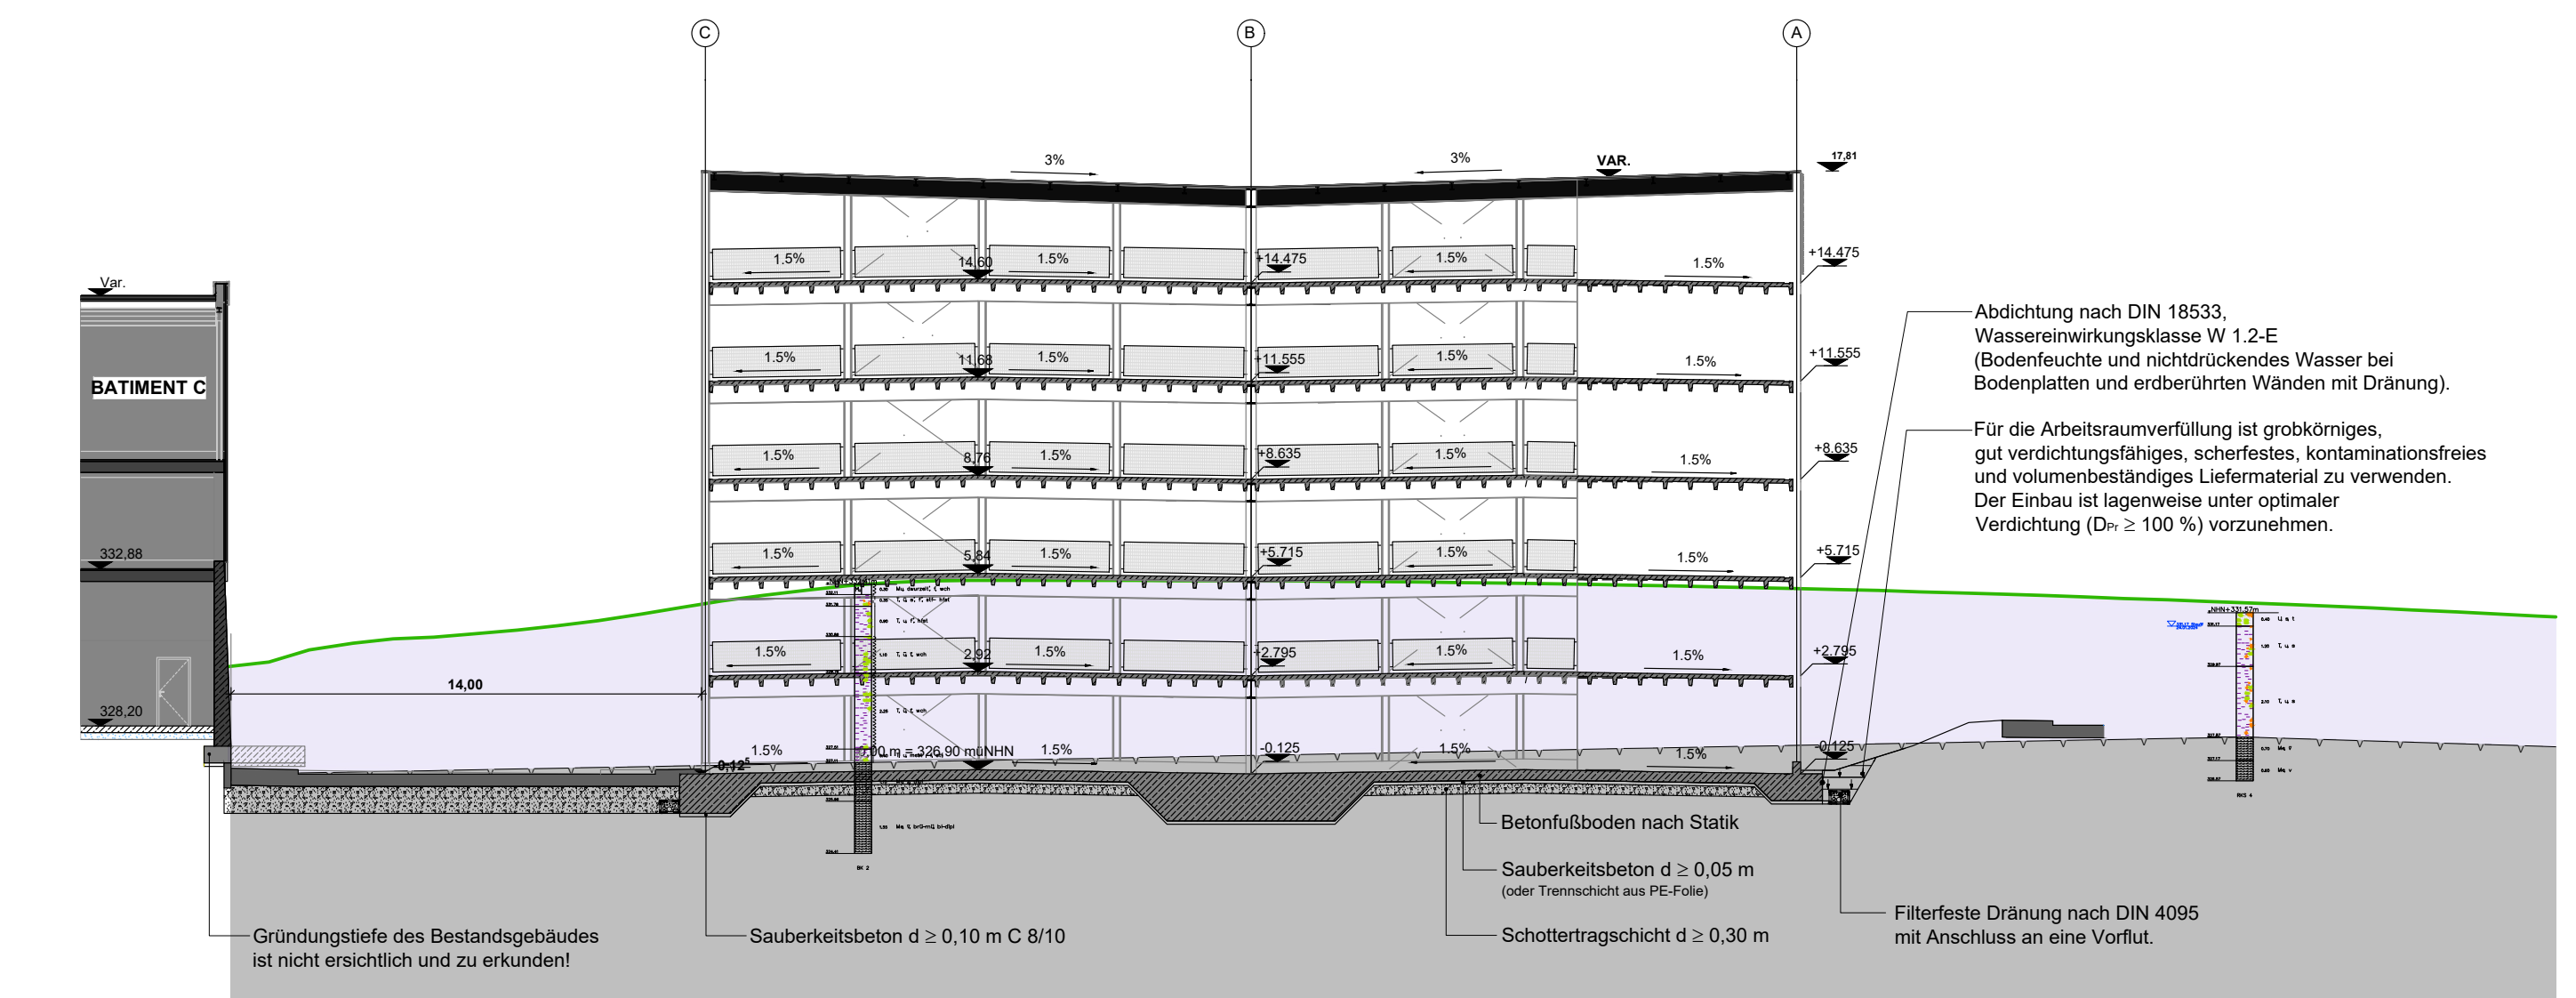 C
B
A
3%
3%
VAR.
17,81
1.5%
14.60
1.5%
+14.475
1.5%
1.5%
+14.475
Var.
BATIMENT C
1.5%
11.68
1.5%
+11.555
1.5%
1.5%
+11.555
1.5%
8.76
1.5%
+8.635
1.5%
1.5%
+8.635
332,88
1.5%
5,84
1.5%
+5.715
1.5%
1.5%
+5.715
1.5%
2,92
1.5%
+2.795
1.5%
1.5%
+2.795
NHN+331.57m
14,00
328,20
1.5%
00 m = 326,90 müNHN
1.5%
-0.125
1.5%
1.5%
-0.125
-0,12⁵
BK 2
RKS 4
Abdichtung nach DIN 18533,
Wassereinwirkungsklasse W 1.2-E
(Bodenfeuchte und nichtdrückendes Wasser bei
Bodenplatten und erdberührten Wänden mit Dränung).
Für die Arbeitsraumverfüllung ist grobkörniges,
gut verdichtungsfähiges, scherfestes, kontaminationsfreies
und volumenbeständiges Liefermaterial zu verwenden.
Der Einbau ist lagenweise unter optimaler
Verdichtung (DPr ≥ 100 %) vorzunehmen.
Betonfußboden nach Statik
Sauberkeitsbeton d ≥ 0,05 m
(oder Trennschicht aus PE-Folie)
Schottertragschicht d ≥ 0,30 m
Filterfeste Dränung nach DIN 4095
mit Anschluss an eine Vorflut.
Gründungstiefe des Bestandsgebäudes
ist nicht ersichtlich und zu erkunden!
Sauberkeitsbeton d ≥ 0,10 m C 8/10